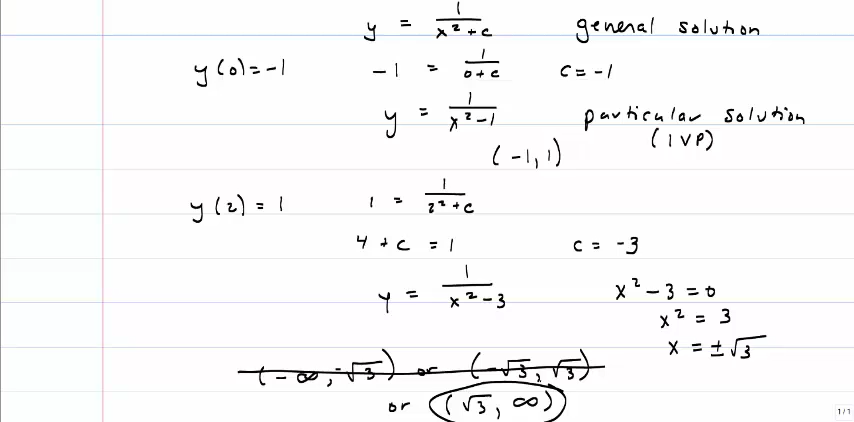 y = 1/(x² + c) general solution
y(0) = -1 -1 = 1/(0+c) c = -1
y = 1/(x² - 1) particular solution
(IVP)
(-1, 1)
y(2) = 1 1 = 1/(2² + c)
4 + c = 1 c = -3
y = 1/(x² - 3) x² - 3 = 0
x² = 3
x = ±√3
(-∞, -√3) or (-√3, √3)
or (√3, ∞)
1/1